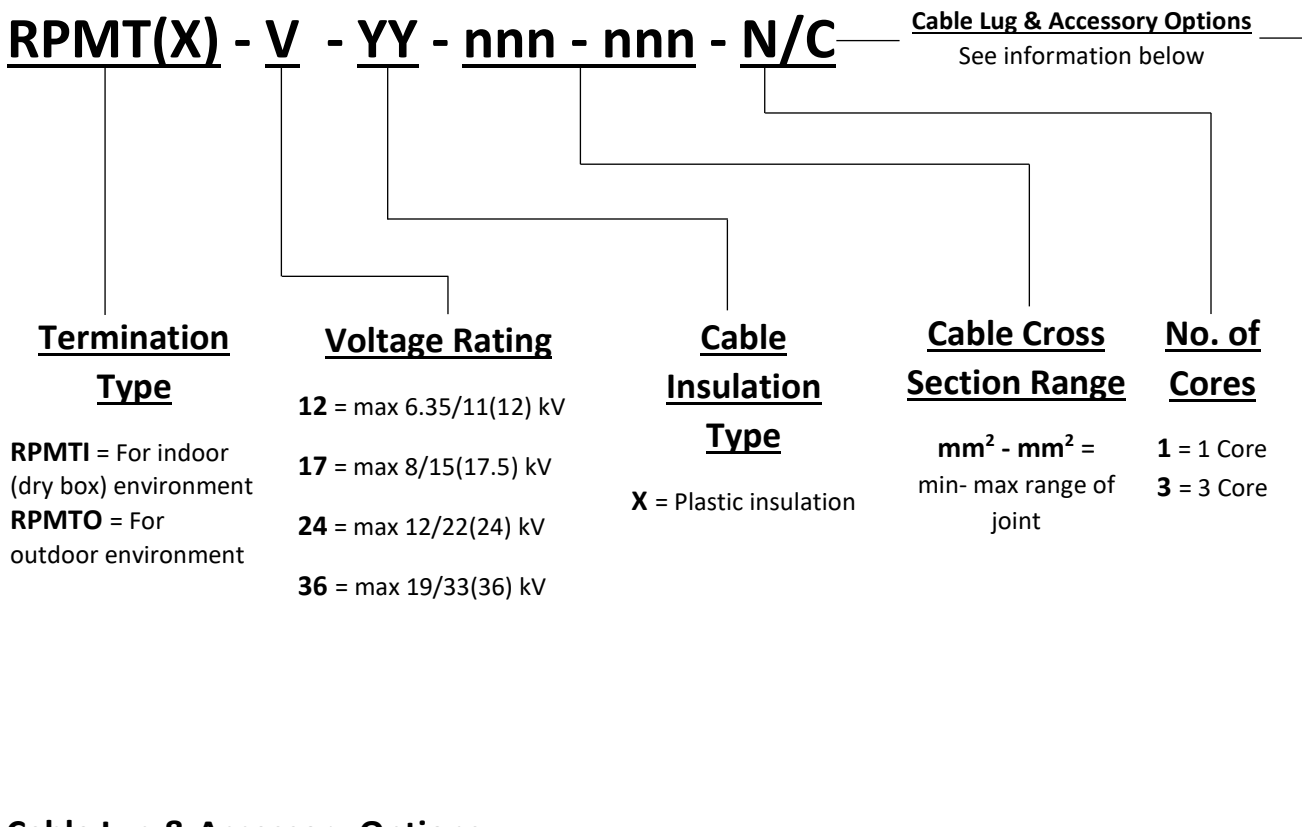 RPMT(X) - V - YY - nnn - nnn - N/C
Cable Lug & Accessory Options
See information below
Termination
Type
RPMTI = For indoor
(dry box) environment
RPMTO = For
outdoor environment
Voltage Rating
12 = max 6.35/11(12) kV
17 = max 8/15(17.5) kV
24 = max 12/22(24) kV
36 = max 19/33(36) kV
Cable
Insulation
Type
X = Plastic insulation
Cable Cross
Section Range
mm² - mm² =
min- max range of
joint
No. of
Cores
1 = 1 Core
3 = 3 Core
Cable Lug & Accessory Options